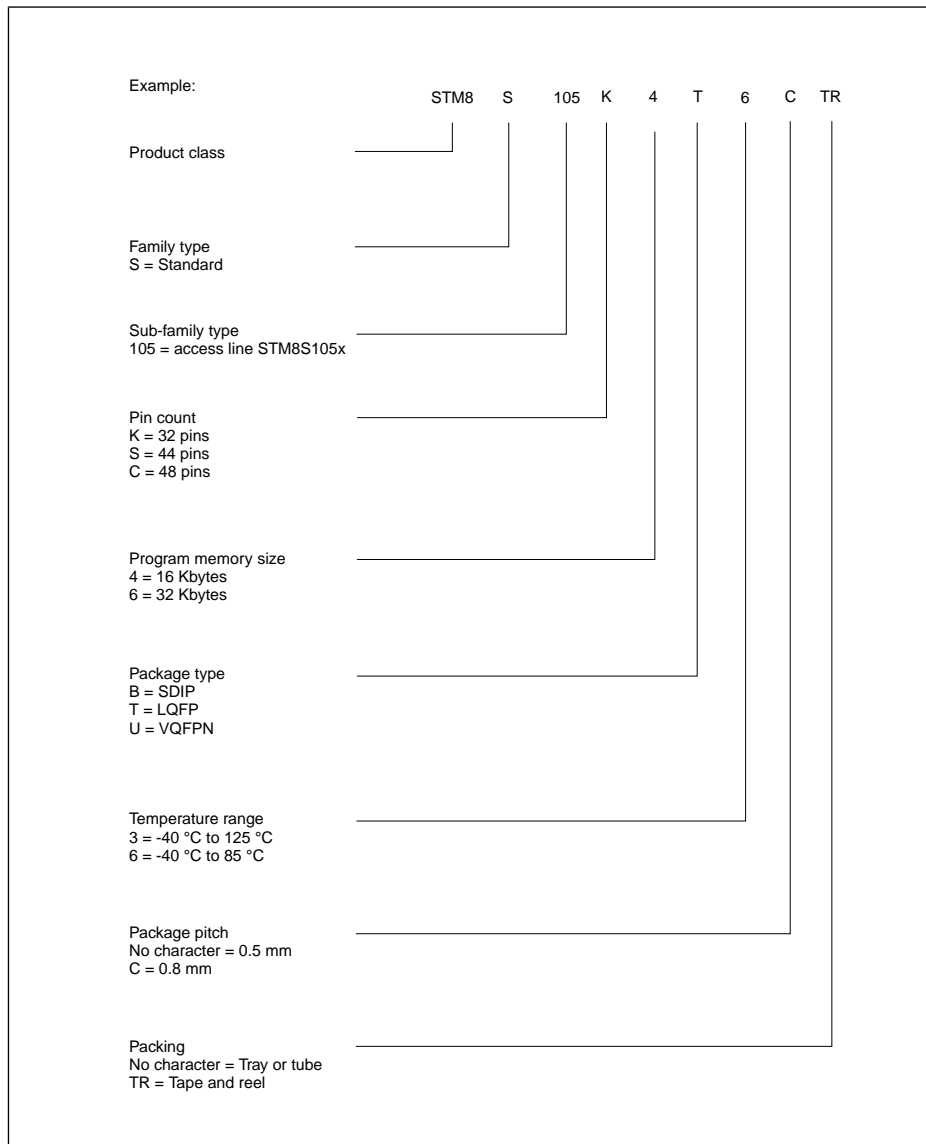 Example:
STM8 S 105 K 4 T 6 C TR
Product class
Family type
S = Standard
Sub-family type
105 = access line STM8S105x
Pin count
K = 32 pins
S = 44 pins
C = 48 pins
Program memory size
4 = 16 Kbytes
6 = 32 Kbytes
Package type
B = SDIP
T = LQFP
U = VQFPN
Temperature range
3 = -40 °C to 125 °C
6 = -40 °C to 85 °C
Package pitch
No character = 0.5 mm
C = 0.8 mm
Packing
No character = Tray or tube
TR = Tape and reel